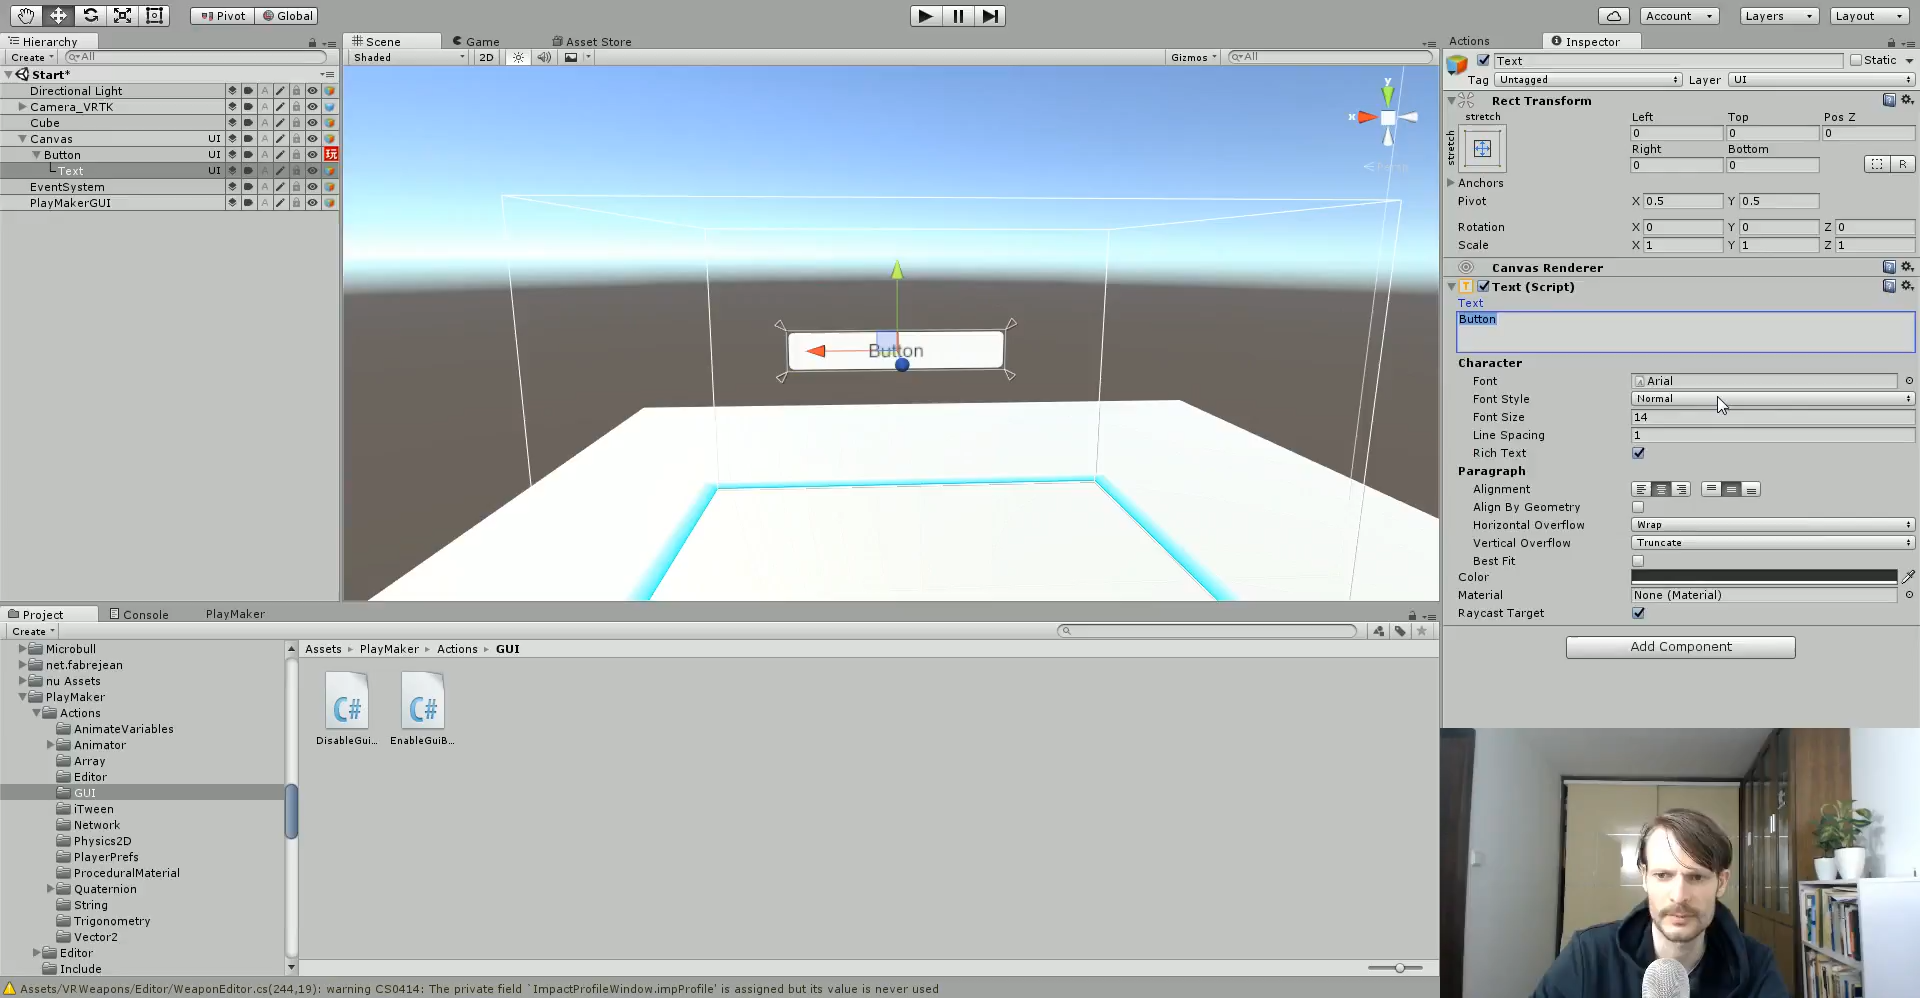 Pivot Global Account Layers Layout
Hierarchy Scene Game Asset Store Actions Inspector
Create All Shaded 2D Gizmos All Text Static
Start* Tag Untagged Layer UI
Directional Light
Camera_VRTK
Cube
Canvas UI
Button UI 玩
Text UI
EventSystem
PlayMakerGUI
y
x
Button
Rect Transform
stretch Left Top Pos Z
stretch 0 0 0
Right Bottom
0 0 R
Anchors
Pivot X 0.5 Y 0.5
Rotation X 0 Y 0 Z 0
Scale X 1 Y 1 Z 1
Canvas Renderer
Text (Script)
Text
Button
Character
Font Arial
Font Style Normal
Font Size 14
Line Spacing 1
Rich Text
Paragraph
Alignment
Align By Geometry
Horizontal Overflow Wrap
Vertical Overflow Truncate
Best Fit
Color
Material None (Material)
Raycast Target
Add Component
Project Console PlayMaker
Create
Microbull
net.fabrejean
nu Assets
PlayMaker
Actions
AnimateVariables
Animator
Array
Editor
GUI
iTween
Network
Physics2D
PlayerPrefs
ProceduralMaterial
Quaternion
String
Trigonometry
Vector2
Editor
Include
Assets PlayMaker Actions GUI
C# C#
DisableGui... EnableGuiB...
Assets/VRWeapons/Editor/WeaponEditor.cs(244,19): warning CS0414: The private field `ImpactProfileWindow.impProfile' is assigned but its value is never used